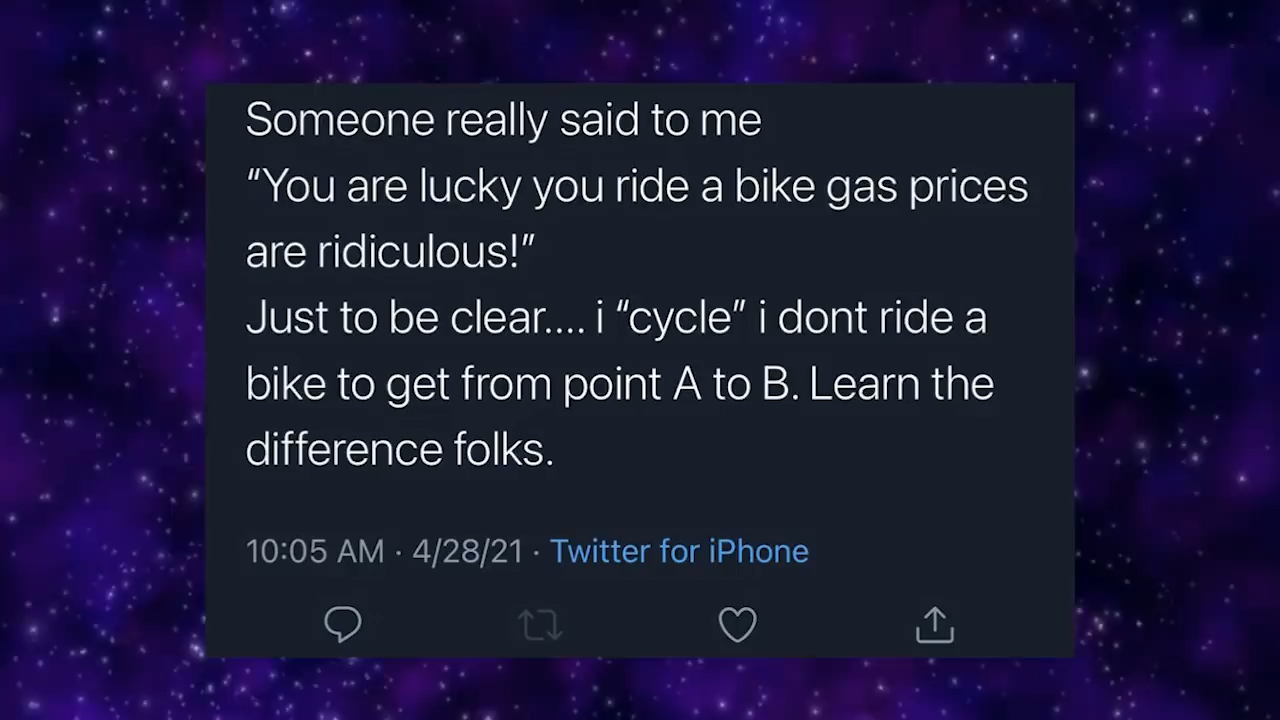 Someone really said to me
“You are lucky you ride a bike gas prices
are ridiculous!”
Just to be clear.... i “cycle” i dont ride a
bike to get from point A to B. Learn the
difference folks.
10:05 AM · 4/28/21 · Twitter for iPhone